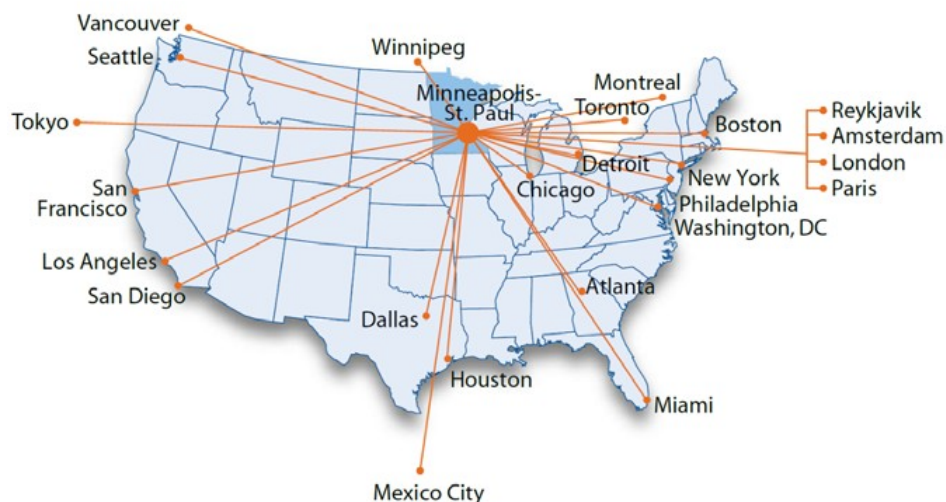 Vancouver
Seattle
Winnipeg
Minneapolis-
St. Paul
Montreal
Toronto
Tokyo
Boston
Reykjavik
Amsterdam
London
Paris
Detroit
Chicago
New York
Philadelphia
Washington, DC
San
Francisco
Los Angeles
San Diego
Dallas
Atlanta
Houston
Miami
Mexico City